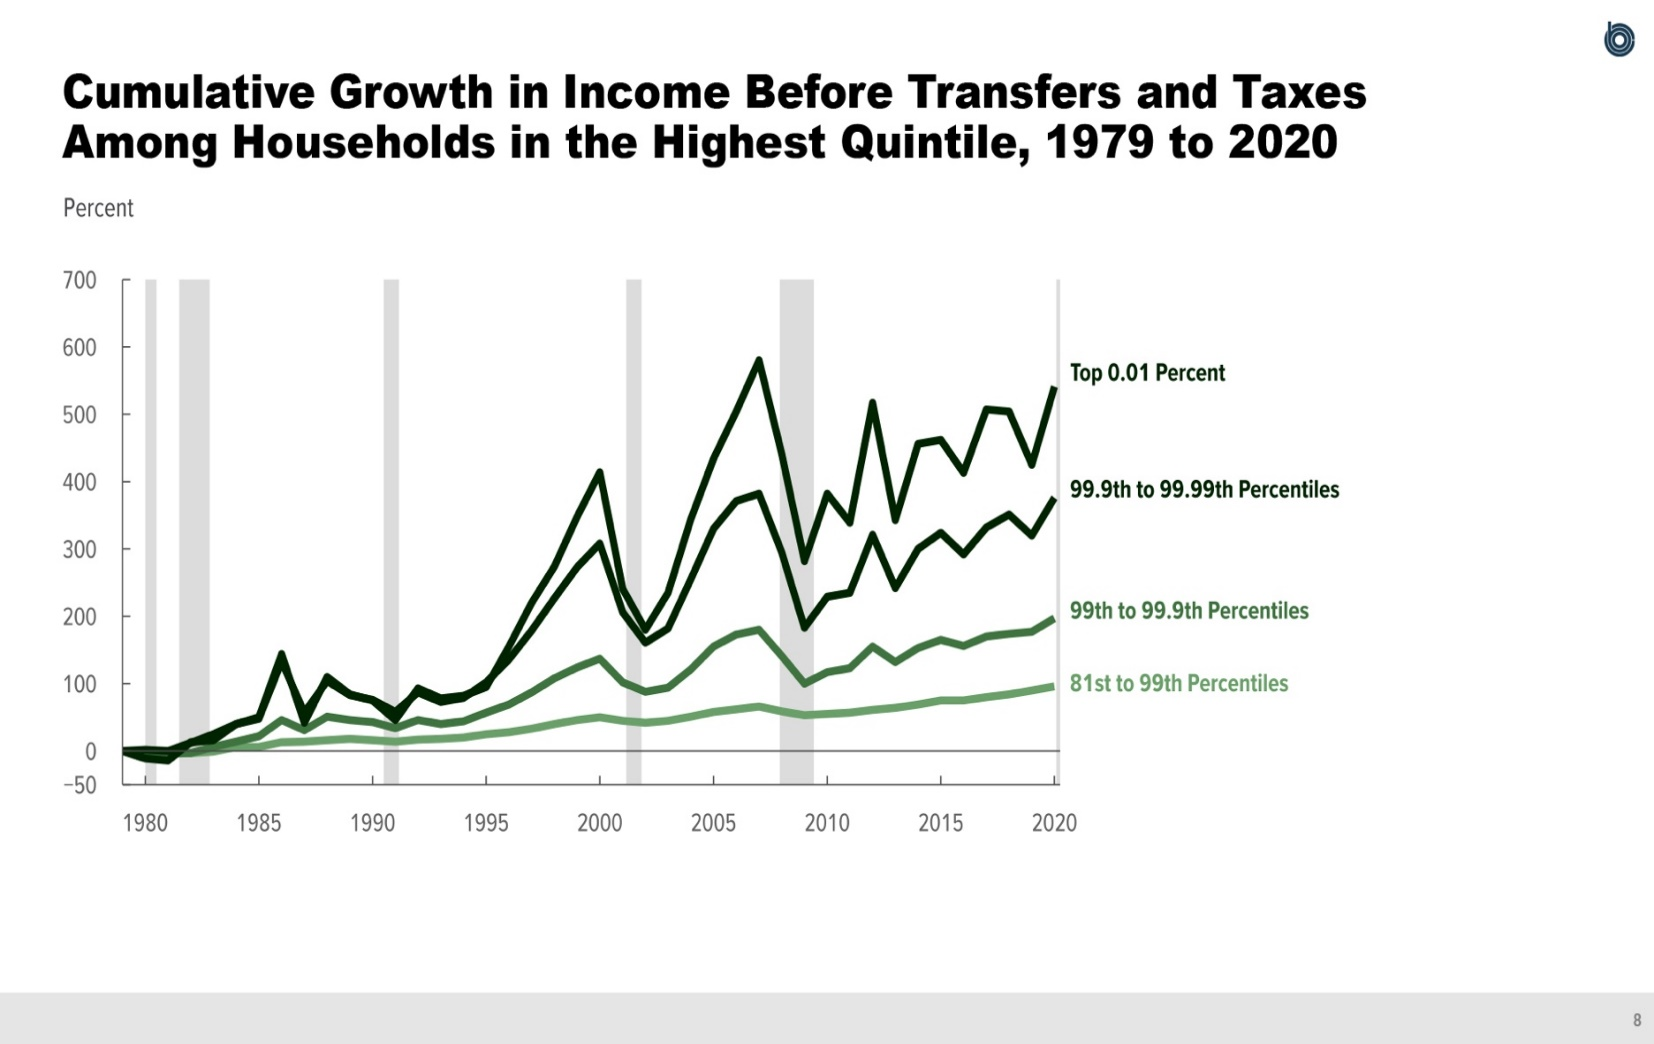 Cumulative Growth in Income Before Transfers and Taxes
Among Households in the Highest Quintile, 1979 to 2020
Percent
700
600
500
400
300
200
100
0
−50
Top 0.01 Percent
99.9th to 99.99th Percentiles
99th to 99.9th Percentiles
81st to 99th Percentiles
1980 1985 1990 1995 2000 2005 2010 2015 2020
8